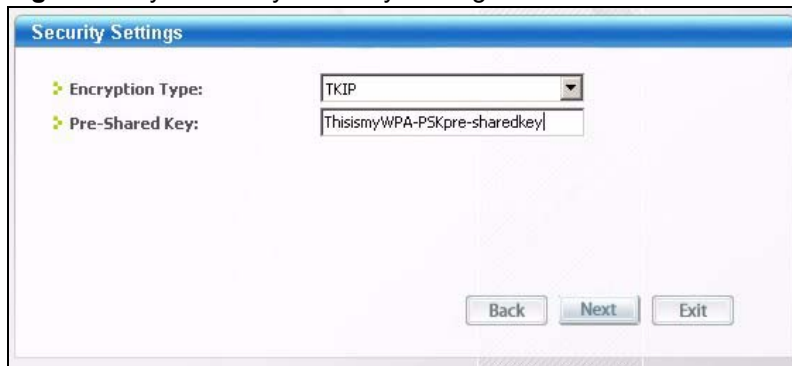 Security Settings
Encryption Type: TKIP
Pre-Shared Key: ThisismyWPA-PSKpre-sharedkey
Back Next Exit